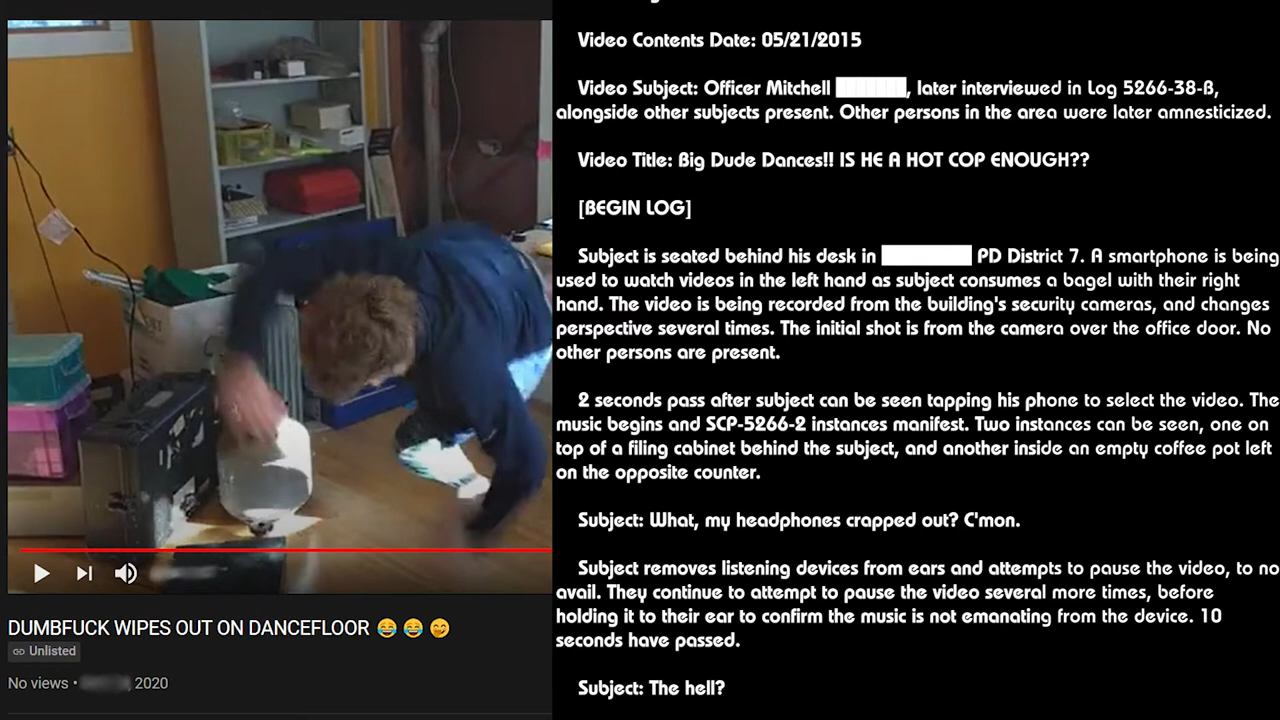 DUMBFUCK WIPES OUT ON DANCEFLOOR 😂 😂 🤭
Unlisted
No views •
, 2020
Video Contents Date: 05/21/2015
Video Subject: Officer Mitchell ███████, later interviewed in Log 5266-38-B,
alongside other subjects present. Other persons in the area were later amnesticized.
Video Title: Big Dude Dances!! IS HE A HOT COP ENOUGH??
[BEGIN LOG]
Subject is seated behind his desk in █████████ PD District 7. A smartphone is being
used to watch videos in the left hand as subject consumes a bagel with their right
hand. The video is being recorded from the building's security cameras, and changes
perspective several times. The initial shot is from the camera over the office door. No
other persons are present.
2 seconds pass after subject can be seen tapping his phone to select the video. The
music begins and SCP-5266-2 instances manifest. Two instances can be seen, one on
top of a filing cabinet behind the subject, and another inside an empty coffee pot left
on the opposite counter.
Subject: What, my headphones crapped out? C'mon.
Subject removes listening devices from ears and attempts to pause the video, to no
avail. They continue to attempt to pause the video several more times, before
holding it to their ear to confirm the music is not emanating from the device. 10
seconds have passed.
Subject: The hell?